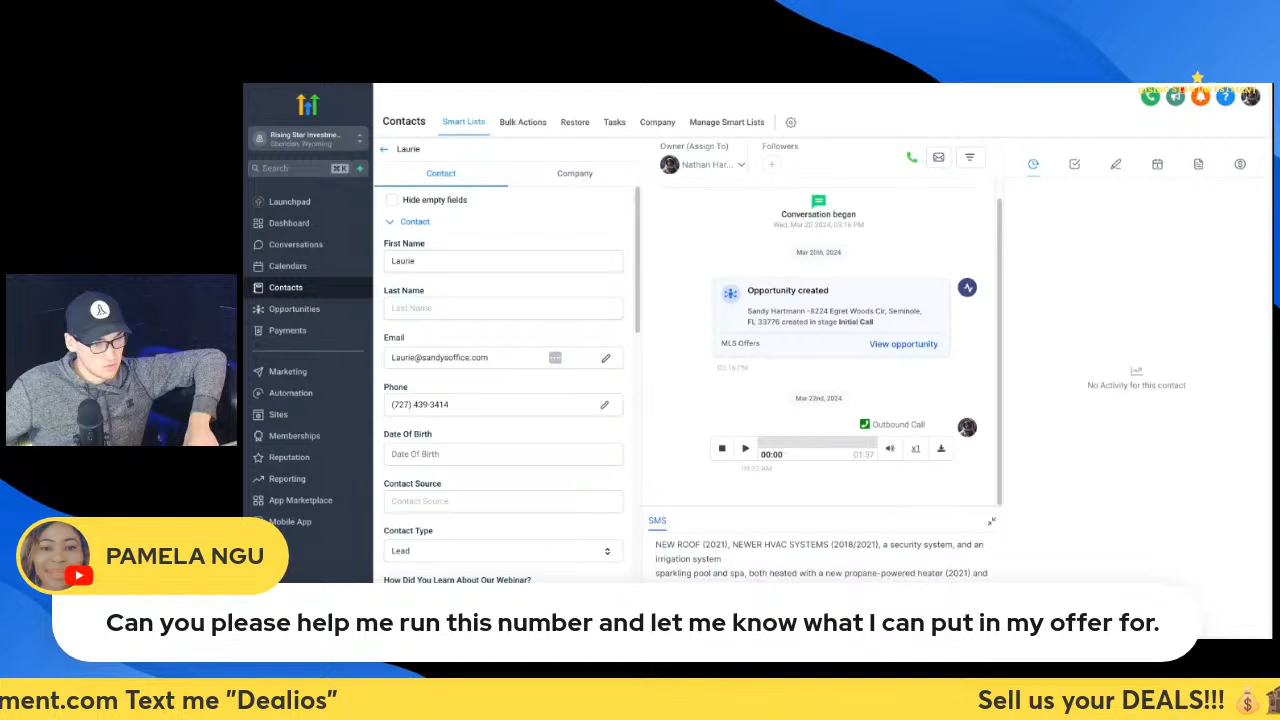 Rising Star Investme...
Sheridan, Wyoming
Search
⌘K
Launchpad
Dashboard
Conversations
Calendars
Contacts
Opportunities
Payments
Marketing
Automation
Sites
Memberships
Reputation
Reporting
App Marketplace
Mobile App
Contacts Smart Lists Bulk Actions Restore Tasks Company Manage Smart Lists
Laurie
Contact Company
Hide empty fields
Contact
First Name
Laurie
Last Name
Last Name
Email
Laurie@sandysoffice.com
Phone
(727) 439-3414
Date Of Birth
Date Of Birth
Contact Source
Contact Source
Contact Type
Lead
How Did You Learn About Our Webinar?
Owner (Assign To) Followers
Nathan Har...
Conversation began
Wed, Mar 20 2024, 03:16 PM
Mar 20th, 2024
Opportunity created
Sandy Hartmann -8224 Egret Woods Cir, Seminole,
FL 33776 created in stage Initial Call
MLS Offers View opportunity
03:16 PM
Mar 22nd, 2024
Outbound Call
00:00 01:37 x1
SMS
NEW ROOF (2021), NEWER HVAC SYSTEMS (2018/2021), a security system, and an
irrigation system
sparkling pool and spa, both heated with a new propane-powered heater (2021) and
No Activity for this contact
PAMELA NGU
Can you please help me run this number and let me know what I can put in my offer for.
ment.com Text me "Dealios" Sell us your DEALS!!!